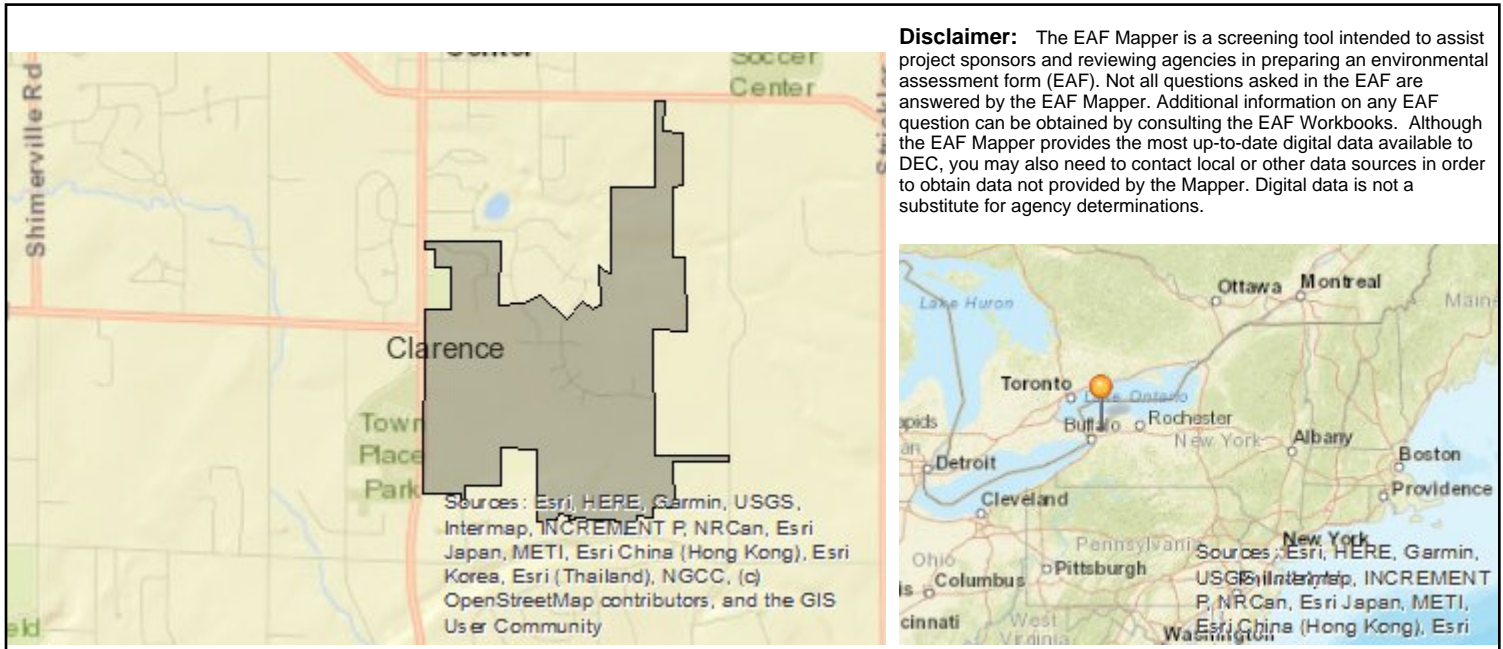 Disclaimer: The EAF Mapper is a screening tool intended to assist
project sponsors and reviewing agencies in preparing an environmental
assessment form (EAF). Not all questions asked in the EAF are
answered by the EAF Mapper. Additional information on any EAF
question can be obtained by consulting the EAF Workbooks. Although
the EAF Mapper provides the most up-to-date digital data available to
DEC, you may also need to contact local or other data sources in order
to obtain data not provided by the Mapper. Digital data is not a
substitute for agency determinations.
Center
Soccer
Center
Shimerville Rd
Clarence
Town
Place
Park
Sources: Esri, HERE, Garmin, USGS,
Intermap, INCREMENT P, NRCan, Esri
Japan, METI, Esri China (Hong Kong), Esri
Korea, Esri (Thailand), NGCC, (c)
OpenStreetMap contributors, and the GIS
User Community
eld
Ottawa
Montreal
Lake Huron
Maine
Toronto
Lake Ontario
apids
Buffalo
Rochester
New York
Albany
Detroit
Boston
Cleveland
Providence
Pennsylvania
New York
Ohio
Pittsburgh
Columbus
cinnati
West
Virginia
Washington
Sources: Esri, HERE, Garmin,
USGS, Intermap, INCREMENT
P, NRCan, Esri Japan, METI,
Esri China (Hong Kong), Esri